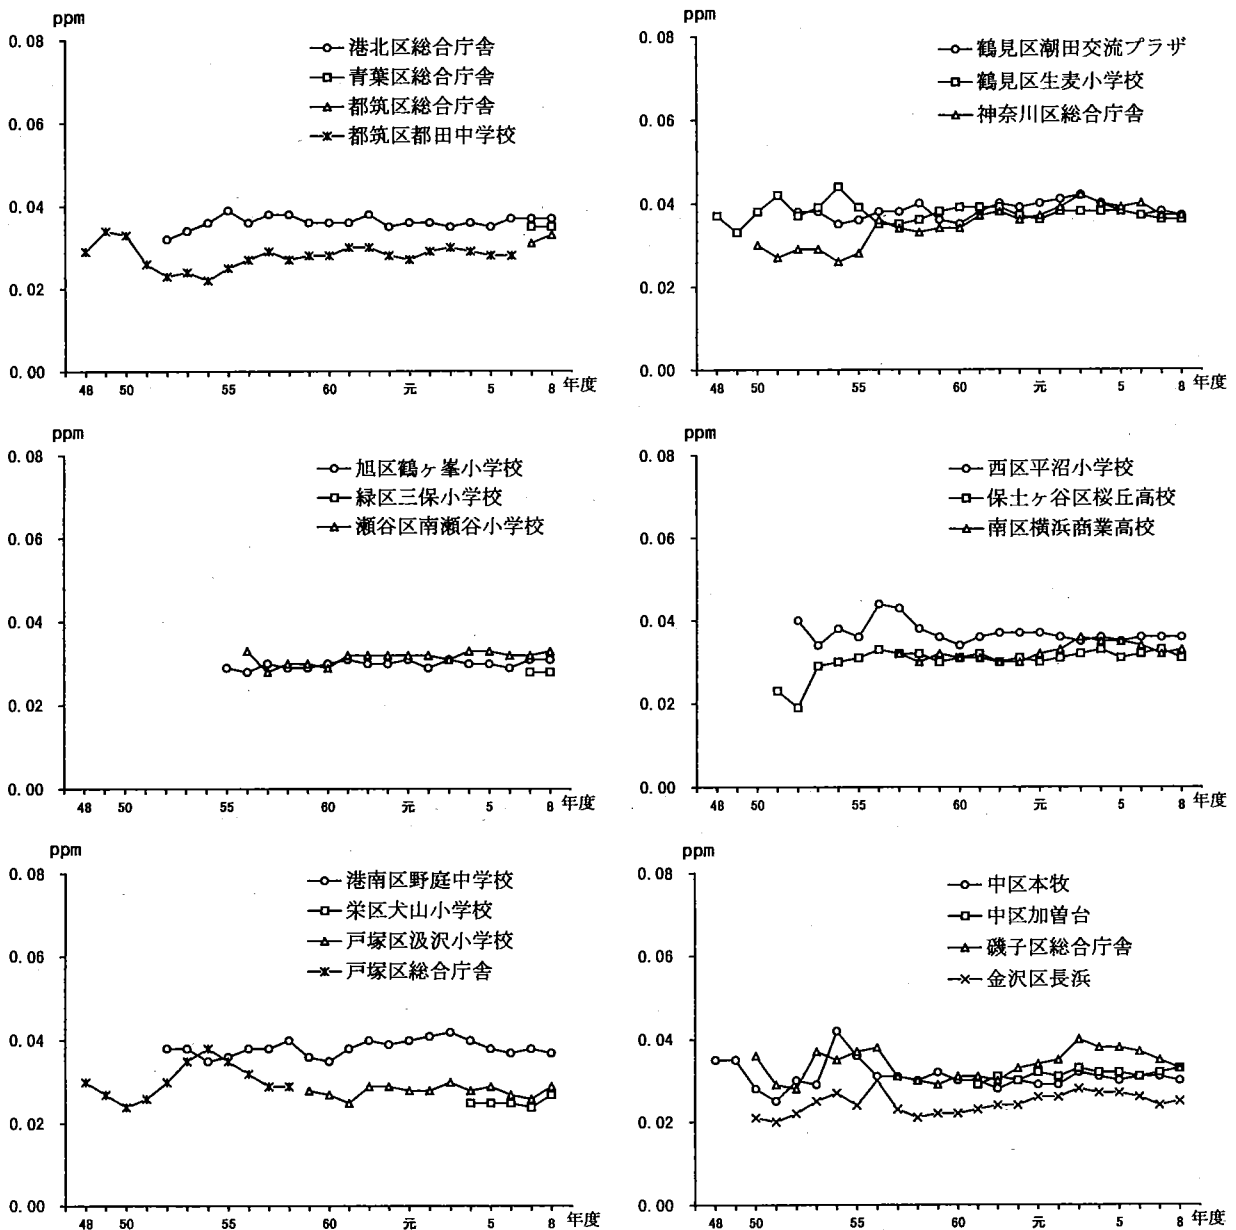 ppm
0.08
0.06
0.04
0.02
0.00
港北区総合庁舎
青葉区総合庁舎
都筑区総合庁舎
都筑区都田中学校
48 50 55 60 元 5 8 年度
ppm
0.08
0.06
0.04
0.02
0.00
鶴見区潮田交流プラザ
鶴見区生麦小学校
神奈川区総合庁舎
48 50 55 60 元 5 8 年度
ppm
0.08
0.06
0.04
0.02
0.00
旭区鶴ヶ峯小学校
緑区三保小学校
瀬谷区南瀬谷小学校
48 50 55 60 元 5 8 年度
ppm
0.08
0.06
0.04
0.02
0.00
西区平沼小学校
保土ヶ谷区桜丘高校
南区横浜商業高校
48 50 55 60 元 5 8 年度
ppm
0.08
0.06
0.04
0.02
0.00
港南区野庭中学校
栄区犬山小学校
戸塚区汲沢小学校
戸塚区総合庁舎
48 50 55 60 元 5 8 年度
ppm
0.08
0.06
0.04
0.02
0.00
中区本牧
中区加曽台
磯子区総合庁舎
金沢区長浜
48 50 55 60 元 5 8 年度